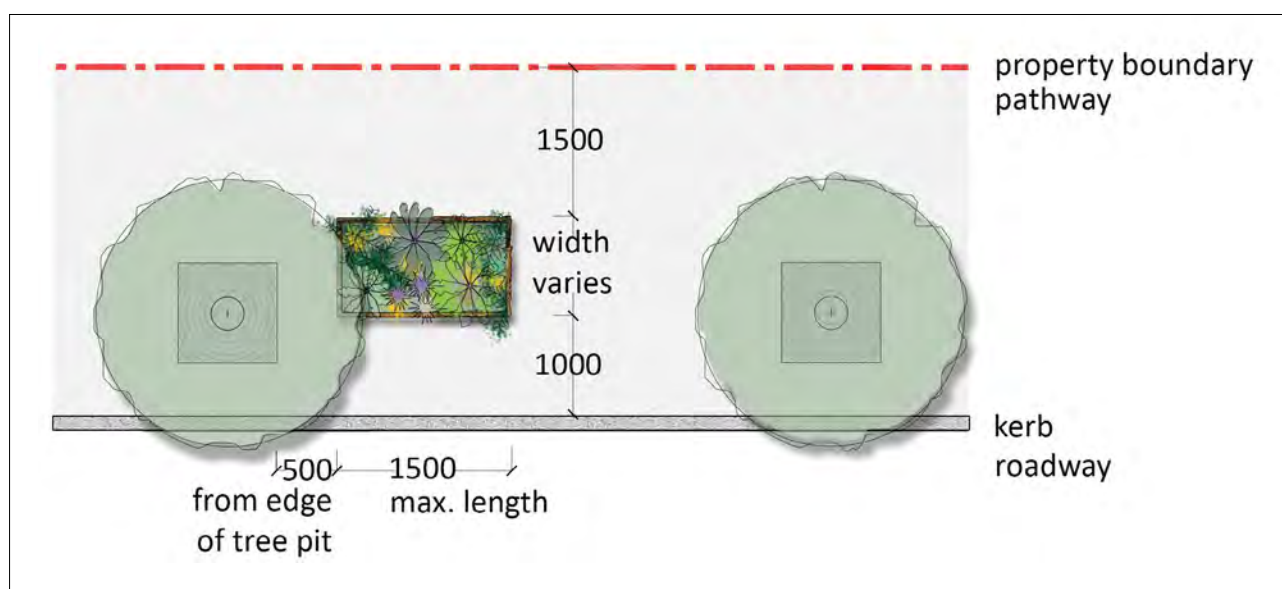 property boundary
pathway
1500
width
varies
1000
kerb
roadway
500
1500
from edge
of tree pit
max. length